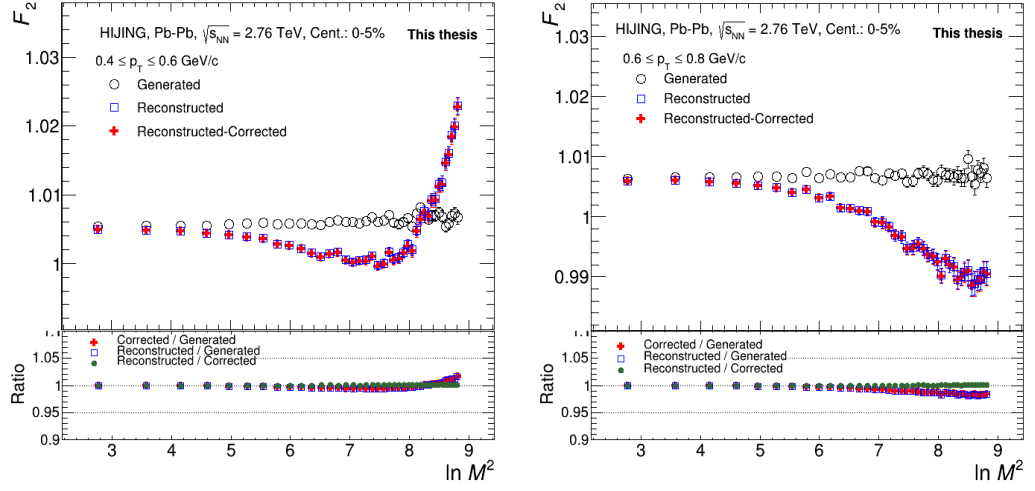 F2
HIJING, Pb-Pb, √sNN = 2.76 TeV, Cent.: 0-5% This thesis
0.4 ≤ pT ≤ 0.6 GeV/c
Generated
Reconstructed
Reconstructed-Corrected
1.03
1.02
1.01
1
Corrected / Generated
Reconstructed / Generated
Reconstructed / Corrected
Ratio
1.1
1.05
1
0.95
0.9
3 4 5 6 7 8 9
ln M²
F2
HIJING, Pb-Pb, √sNN = 2.76 TeV, Cent.: 0-5% This thesis
0.6 ≤ pT ≤ 0.8 GeV/c
Generated
Reconstructed
Reconstructed-Corrected
1.03
1.02
1.01
1
0.99
Corrected / Generated
Reconstructed / Generated
Reconstructed / Corrected
Ratio
1.1
1.05
1
0.95
0.9
3 4 5 6 7 8 9
ln M²